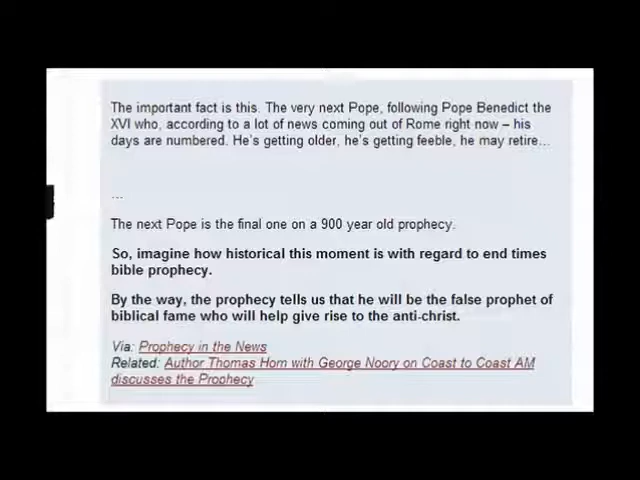 The important fact is this. The very next Pope, following Pope Benedict the
XVI who, according to a lot of news coming out of Rome right now – his
days are numbered. He's getting older, he's getting feeble, he may retire…
…
The next Pope is the final one on a 900 year old prophecy.
So, imagine how historical this moment is with regard to end times
bible prophecy.
By the way, the prophecy tells us that he will be the false prophet of
biblical fame who will help give rise to the anti-christ.
Via: Prophecy in the News
Related: Author Thomas Horn with George Noory on Coast to Coast AM
discusses the Prophecy